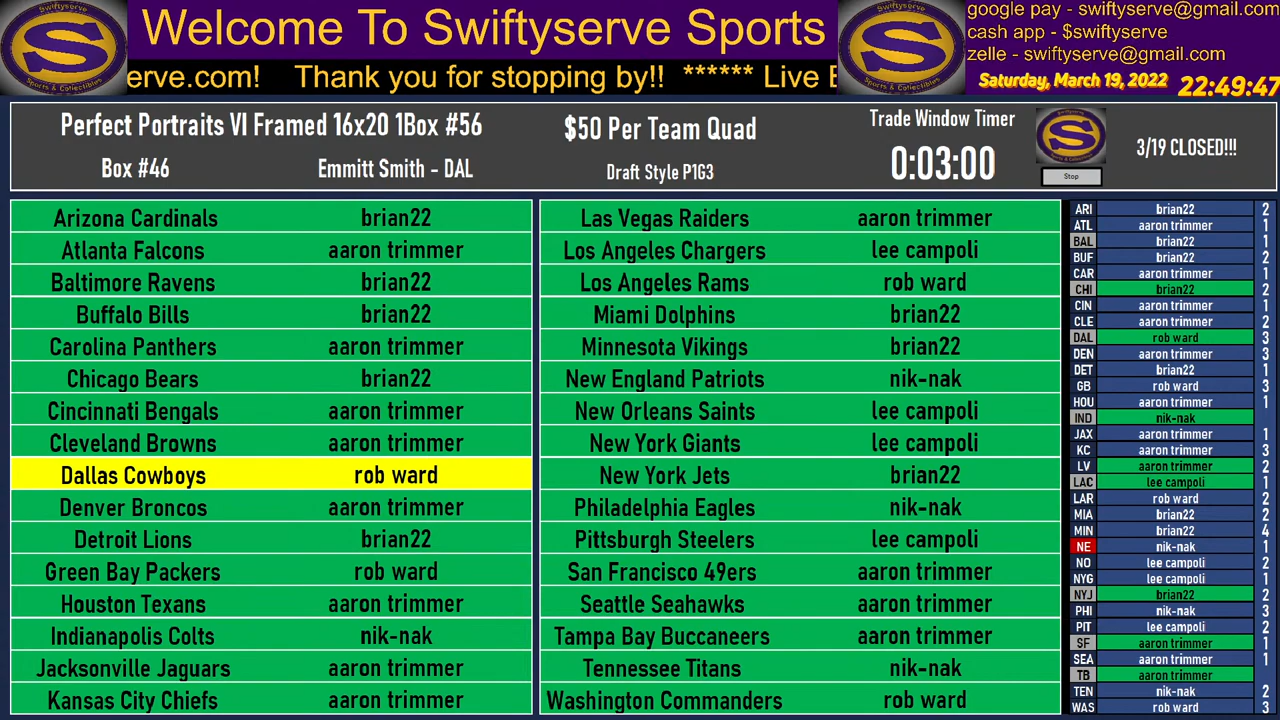 Welcome To Swiftyserve Sports
erve.com! Thank you for stopping by!! ****** Live
google pay - swiftyserve@gmail.com
cash app - $swiftyserve
zelle - swiftyserve@gmail.com
Saturday, March 19, 2022 22:49:47
S
Sports & Collectibles
S
Sports & Collectibles
Perfect Portraits VI Framed 16x20 1Box #56
Box #46 Emmitt Smith - DAL
$50 Per Team Quad
Draft Style P1G3
Trade Window Timer
0:03:00
S
Stop
3/19 CLOSED!!!
Arizona Cardinals brian22
Atlanta Falcons aaron trimmer
Baltimore Ravens brian22
Buffalo Bills brian22
Carolina Panthers aaron trimmer
Chicago Bears brian22
Cincinnati Bengals aaron trimmer
Cleveland Browns aaron trimmer
Dallas Cowboys rob ward
Denver Broncos aaron trimmer
Detroit Lions brian22
Green Bay Packers rob ward
Houston Texans aaron trimmer
Indianapolis Colts nik-nak
Jacksonville Jaguars aaron trimmer
Kansas City Chiefs aaron trimmer
Las Vegas Raiders aaron trimmer
Los Angeles Chargers lee campoli
Los Angeles Rams rob ward
Miami Dolphins brian22
Minnesota Vikings brian22
New England Patriots nik-nak
New Orleans Saints lee campoli
New York Giants lee campoli
New York Jets brian22
Philadelphia Eagles nik-nak
Pittsburgh Steelers lee campoli
San Francisco 49ers aaron trimmer
Seattle Seahawks aaron trimmer
Tampa Bay Buccaneers aaron trimmer
Tennessee Titans nik-nak
Washington Commanders rob ward
ARI brian22 2
ATL aaron trimmer 1
BAL brian22 1
BUF brian22 2
CAR aaron trimmer 1
CHI brian22 2
CIN aaron trimmer 1
CLE aaron trimmer 2
DAL rob ward 3
DEN aaron trimmer 3
DET brian22 1
GB rob ward 3
HOU aaron trimmer 1
IND nik-nak
JAX aaron trimmer 1
KC aaron trimmer 3
LV aaron trimmer 2
LAC lee campoli 1
LAR rob ward 2
MIA brian22 2
MIN brian22 4
NE nik-nak 1
NO lee campoli 2
NYG lee campoli 1
NYJ brian22 2
PHI nik-nak 3
PIT lee campoli 2
SF aaron trimmer 1
SEA aaron trimmer 1
TB aaron trimmer
TEN nik-nak 2
WAS rob ward 3